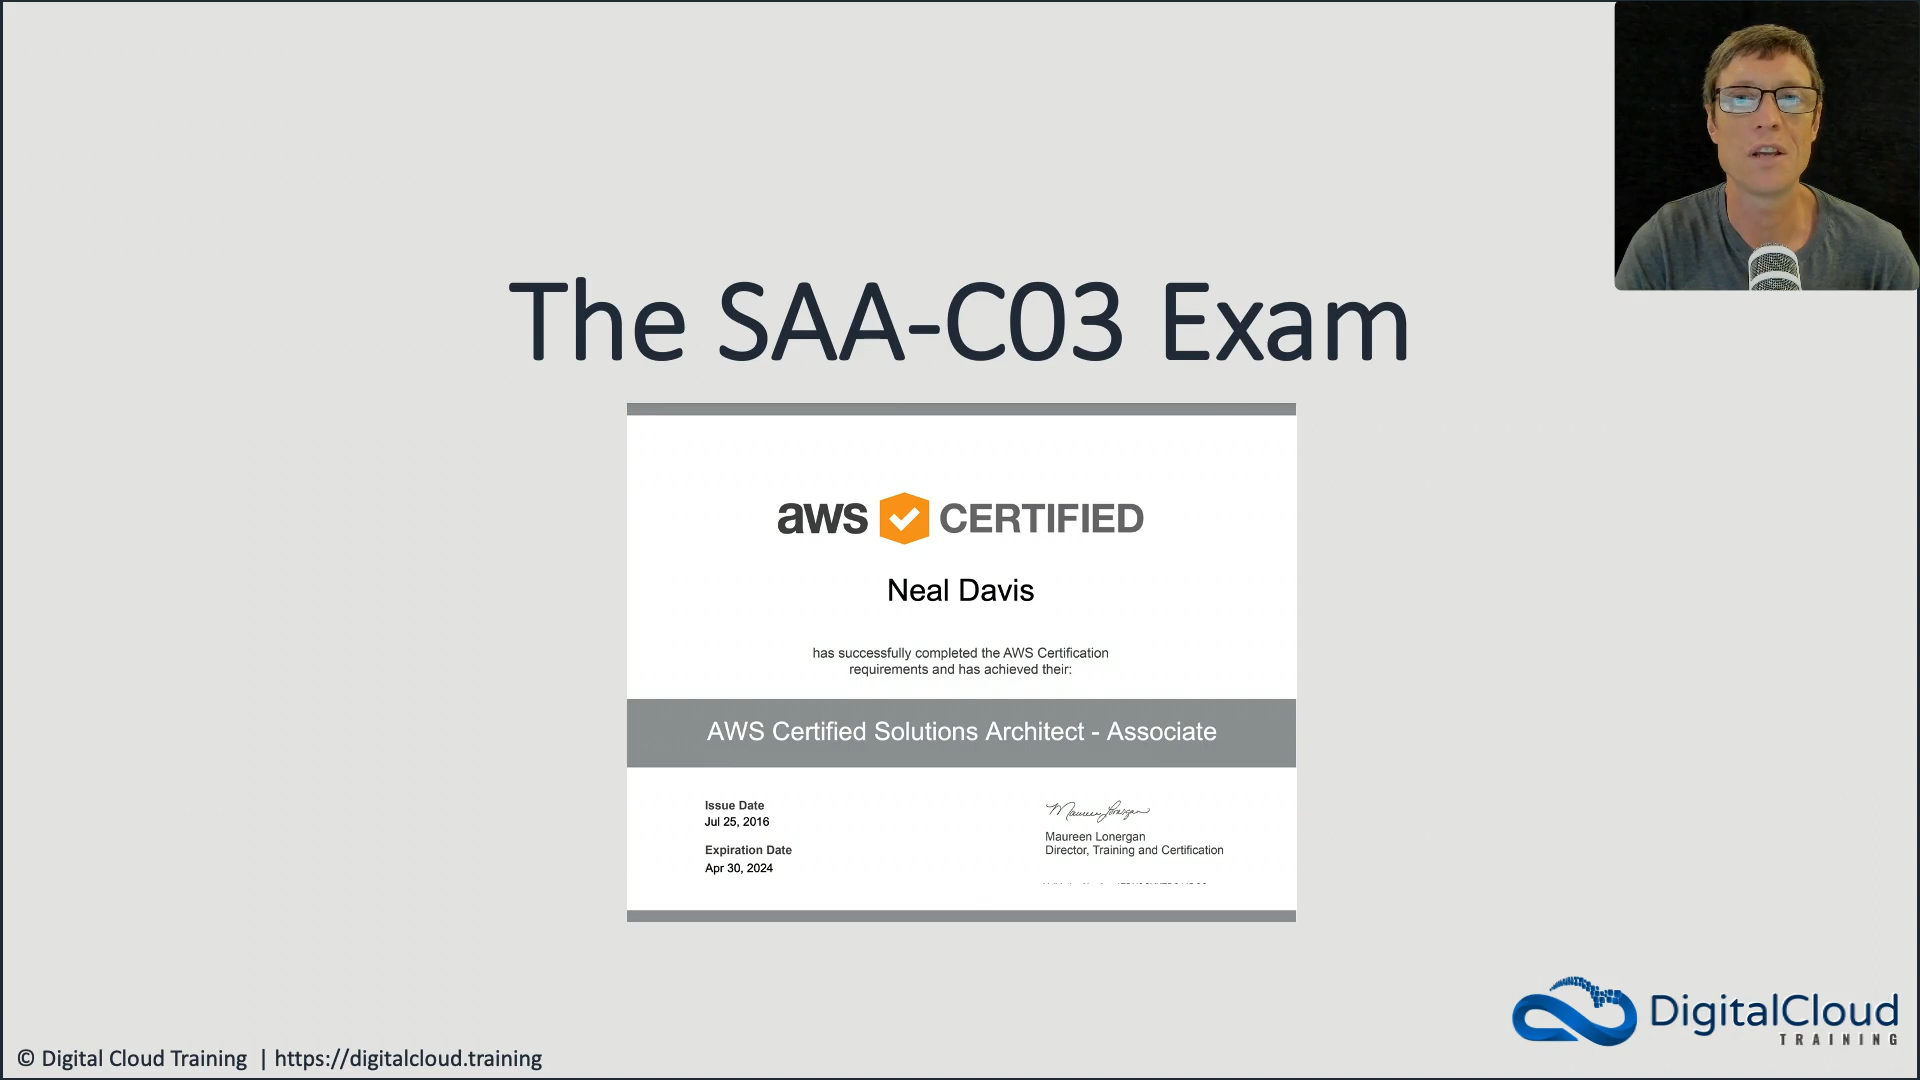 The SAA-C03 Exam
aws CERTIFIED
Neal Davis
has successfully completed the AWS Certification
requirements and has achieved their:
AWS Certified Solutions Architect - Associate
Issue Date
Jul 25, 2016
Expiration Date
Apr 30, 2024
Maureen Lonergan
Director, Training and Certification
DigitalCloud
TRAINING
© Digital Cloud Training | https://digitalcloud.training